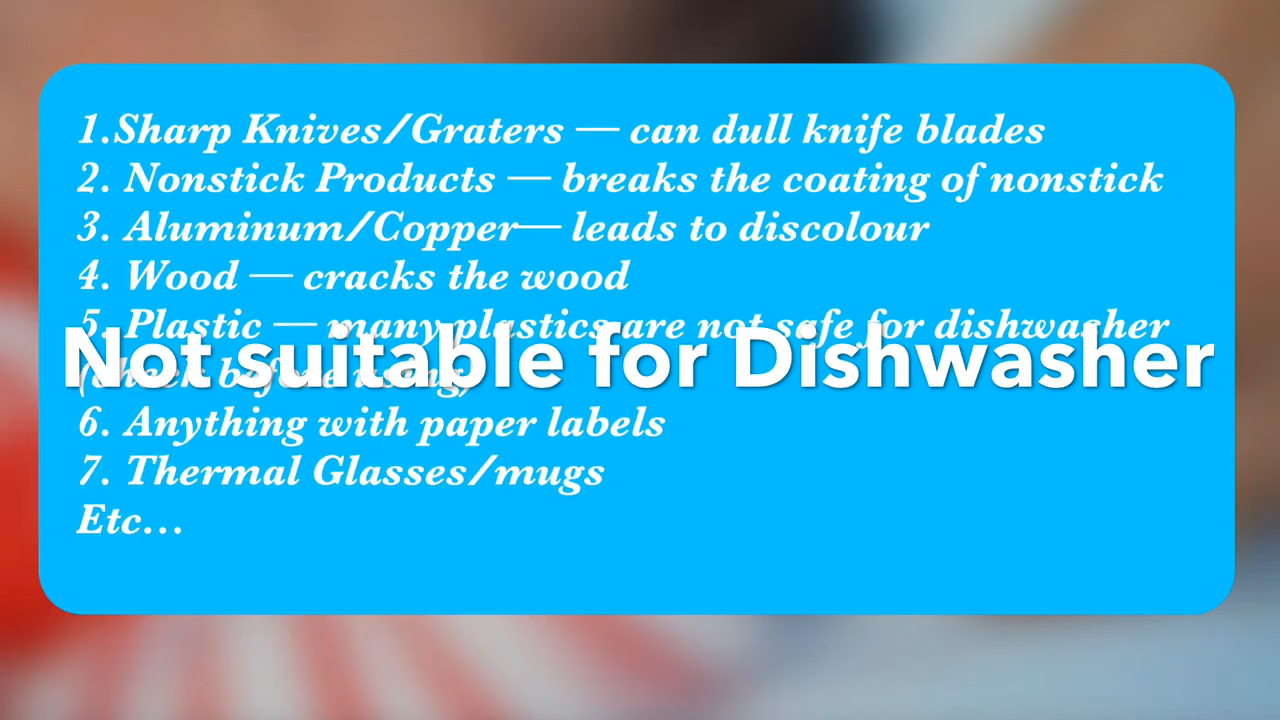 1.Sharp Knives/Graters — can dull knife blades
2. Nonstick Products — breaks the coating of nonstick
3. Aluminum/Copper— leads to discolour
4. Wood — cracks the wood
5. Plastic — many plastics are not safe for dishwasher
Not suitable for Dishwasher
before using)
6. Anything with paper labels
7. Thermal Glasses/mugs
Etc...